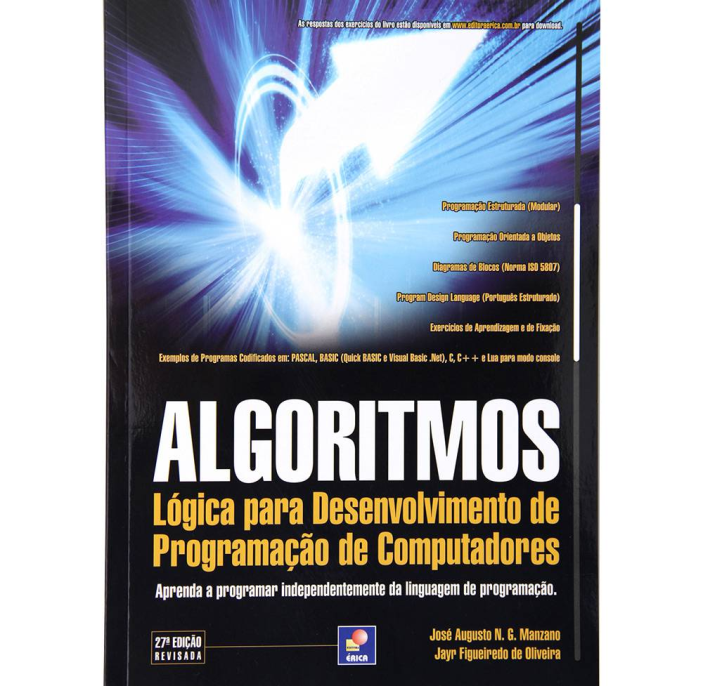 As respostas dos exercícios do livro estão disponíveis em www.editoraerica.com.br para download.
Programação Estruturada (Modular)
Programação Orientada a Objetos
Diagramas de Blocos (Norma ISO 5807)
Program Design Language (Português Estruturado)
Exercícios de Aprendizagem e de Fixação
Exemplos de Programas Codificados em: PASCAL, BASIC (Quick BASIC e Visual Basic .Net), C, C++ e Lua para modo console
ALGORITMOS
Lógica para Desenvolvimento de
Programação de Computadores
Aprenda a programar independentemente da linguagem de programação.
27ª EDIÇÃO
REVISADA
ÉRICA
José Augusto N. G. Manzano
Jayr Figueiredo de Oliveira